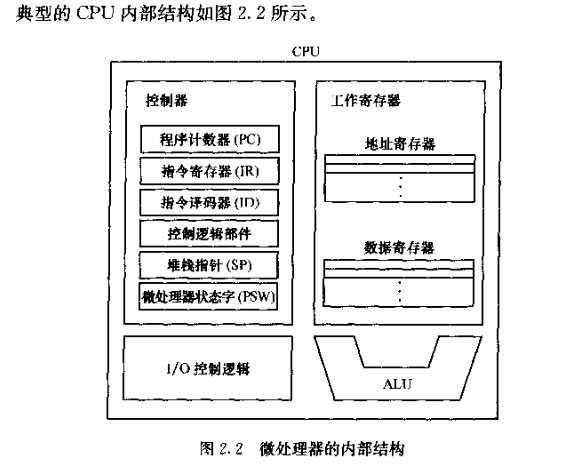 典型的 CPU 内部结构如图 2.2 所示。
CPU
控制器
程序计数器 (PC)
指令寄存器 (IR)
指令译码器 (ID)
控制逻辑部件
堆栈指针 (SP)
微处理器状态字 (PSW)
工作寄存器
地址寄存器
数据寄存器
I/O 控制逻辑
ALU
图 2.2 微处理器的内部结构